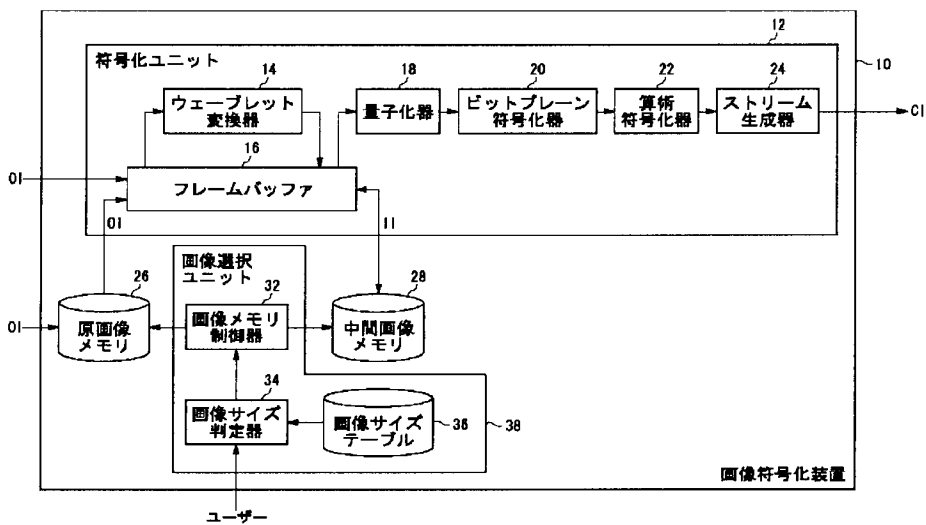 12
符号化ユニット
10
14
18
20
22
24
ウェーブレット
変換器
量子化器
ビットプレーン
符号化器
算術
符号化器
ストリーム
生成器
CI
16
OI
フレームバッファ
OI
II
画像選択
ユニット
26
32
28
OI
原画像
メモリ
画像メモリ
制御器
中間画像
メモリ
34
画像サイズ
判定器
画像サイズ
テーブル
36
38
画像符号化装置
ユーザー